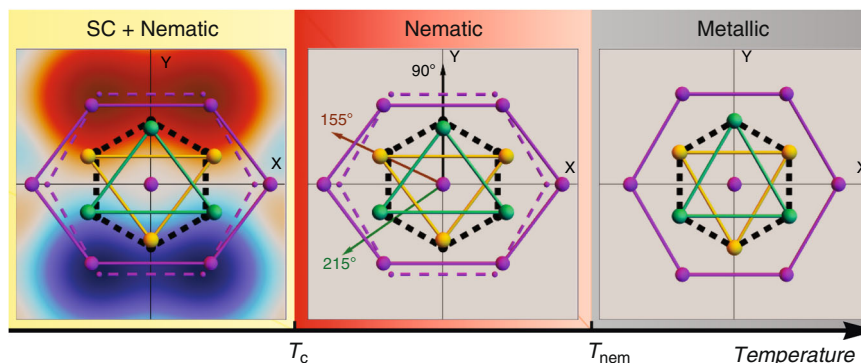 SC + Nematic
Nematic
Metallic
Y
X
Y
90°
155°
X
215°
Y
X
Tc
Tnem
Temperature